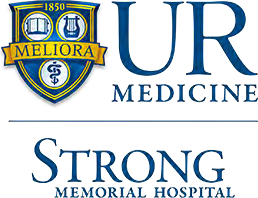 1850
MELIORA
UR
MEDICINE
STRONG
MEMORIAL HOSPITAL